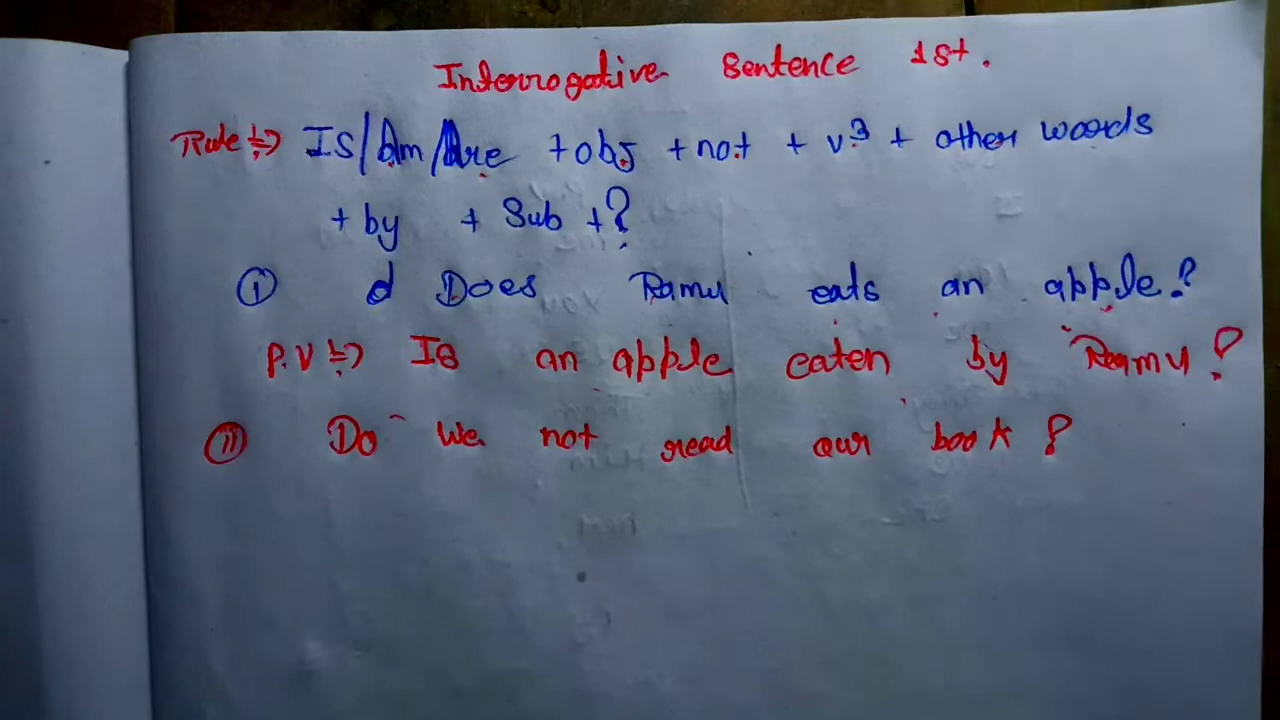 Interrogative Sentence 1st.
Rule => Is/Am/Are + obj + not + v3 + other words
+ by + Sub + ?
(i) d Does Ramu eats an apple?
P.V => Is an apple eaten by Ramu?
(ii) Do we not read our book?